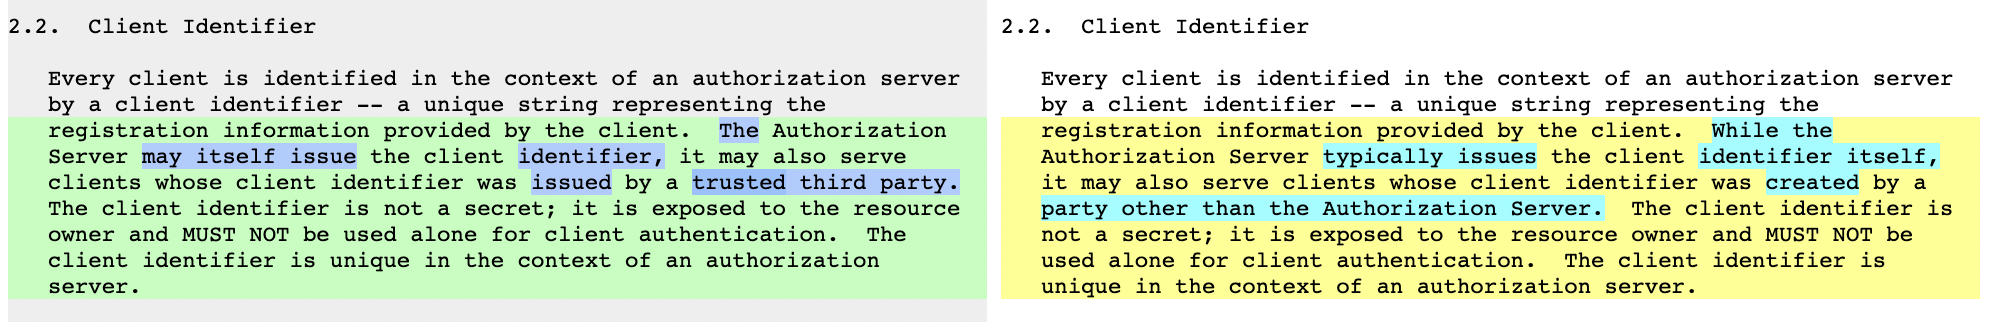 2.2.  Client Identifier
Every client is identified in the context of an authorization server
by a client identifier -- a unique string representing the
registration information provided by the client.  The Authorization
Server may itself issue the client identifier, it may also serve
clients whose client identifier was issued by a trusted third party.
The client identifier is not a secret; it is exposed to the resource
owner and MUST NOT be used alone for client authentication.  The
client identifier is unique in the context of an authorization
server.
2.2.  Client Identifier
Every client is identified in the context of an authorization server
by a client identifier -- a unique string representing the
registration information provided by the client.  While the
Authorization Server typically issues the client identifier itself,
it may also serve clients whose client identifier was created by a
party other than the Authorization Server.  The client identifier is
not a secret; it is exposed to the resource owner and MUST NOT be
used alone for client authentication.  The client identifier is
unique in the context of an authorization server.